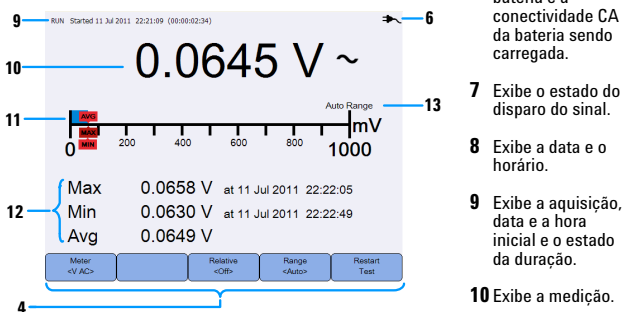 9
RUN Started 11 Jul 2011 22:21:09 (00:00:02:34)
6
10
0.0645 V ~
Auto Range
13
11
AVG
MAX
MIN
mV
0
200
400
600
800
1000
12
Max 0.0658 V at 11 Jul 2011 22:22:05
Min 0.0630 V at 11 Jul 2011 22:22:49
Avg 0.0649 V
Meter
<V AC>
Relative
<Off>
Range
<Auto>
Restart
Test
4
bateria e a
conectividade CA
da bateria sendo
carregada.
7 Exibe o estado do
disparo do sinal.
8 Exibe a data e o
horário.
9 Exibe a aquisição,
data e a hora
inicial e o estado
da duração.
10 Exibe a medição.